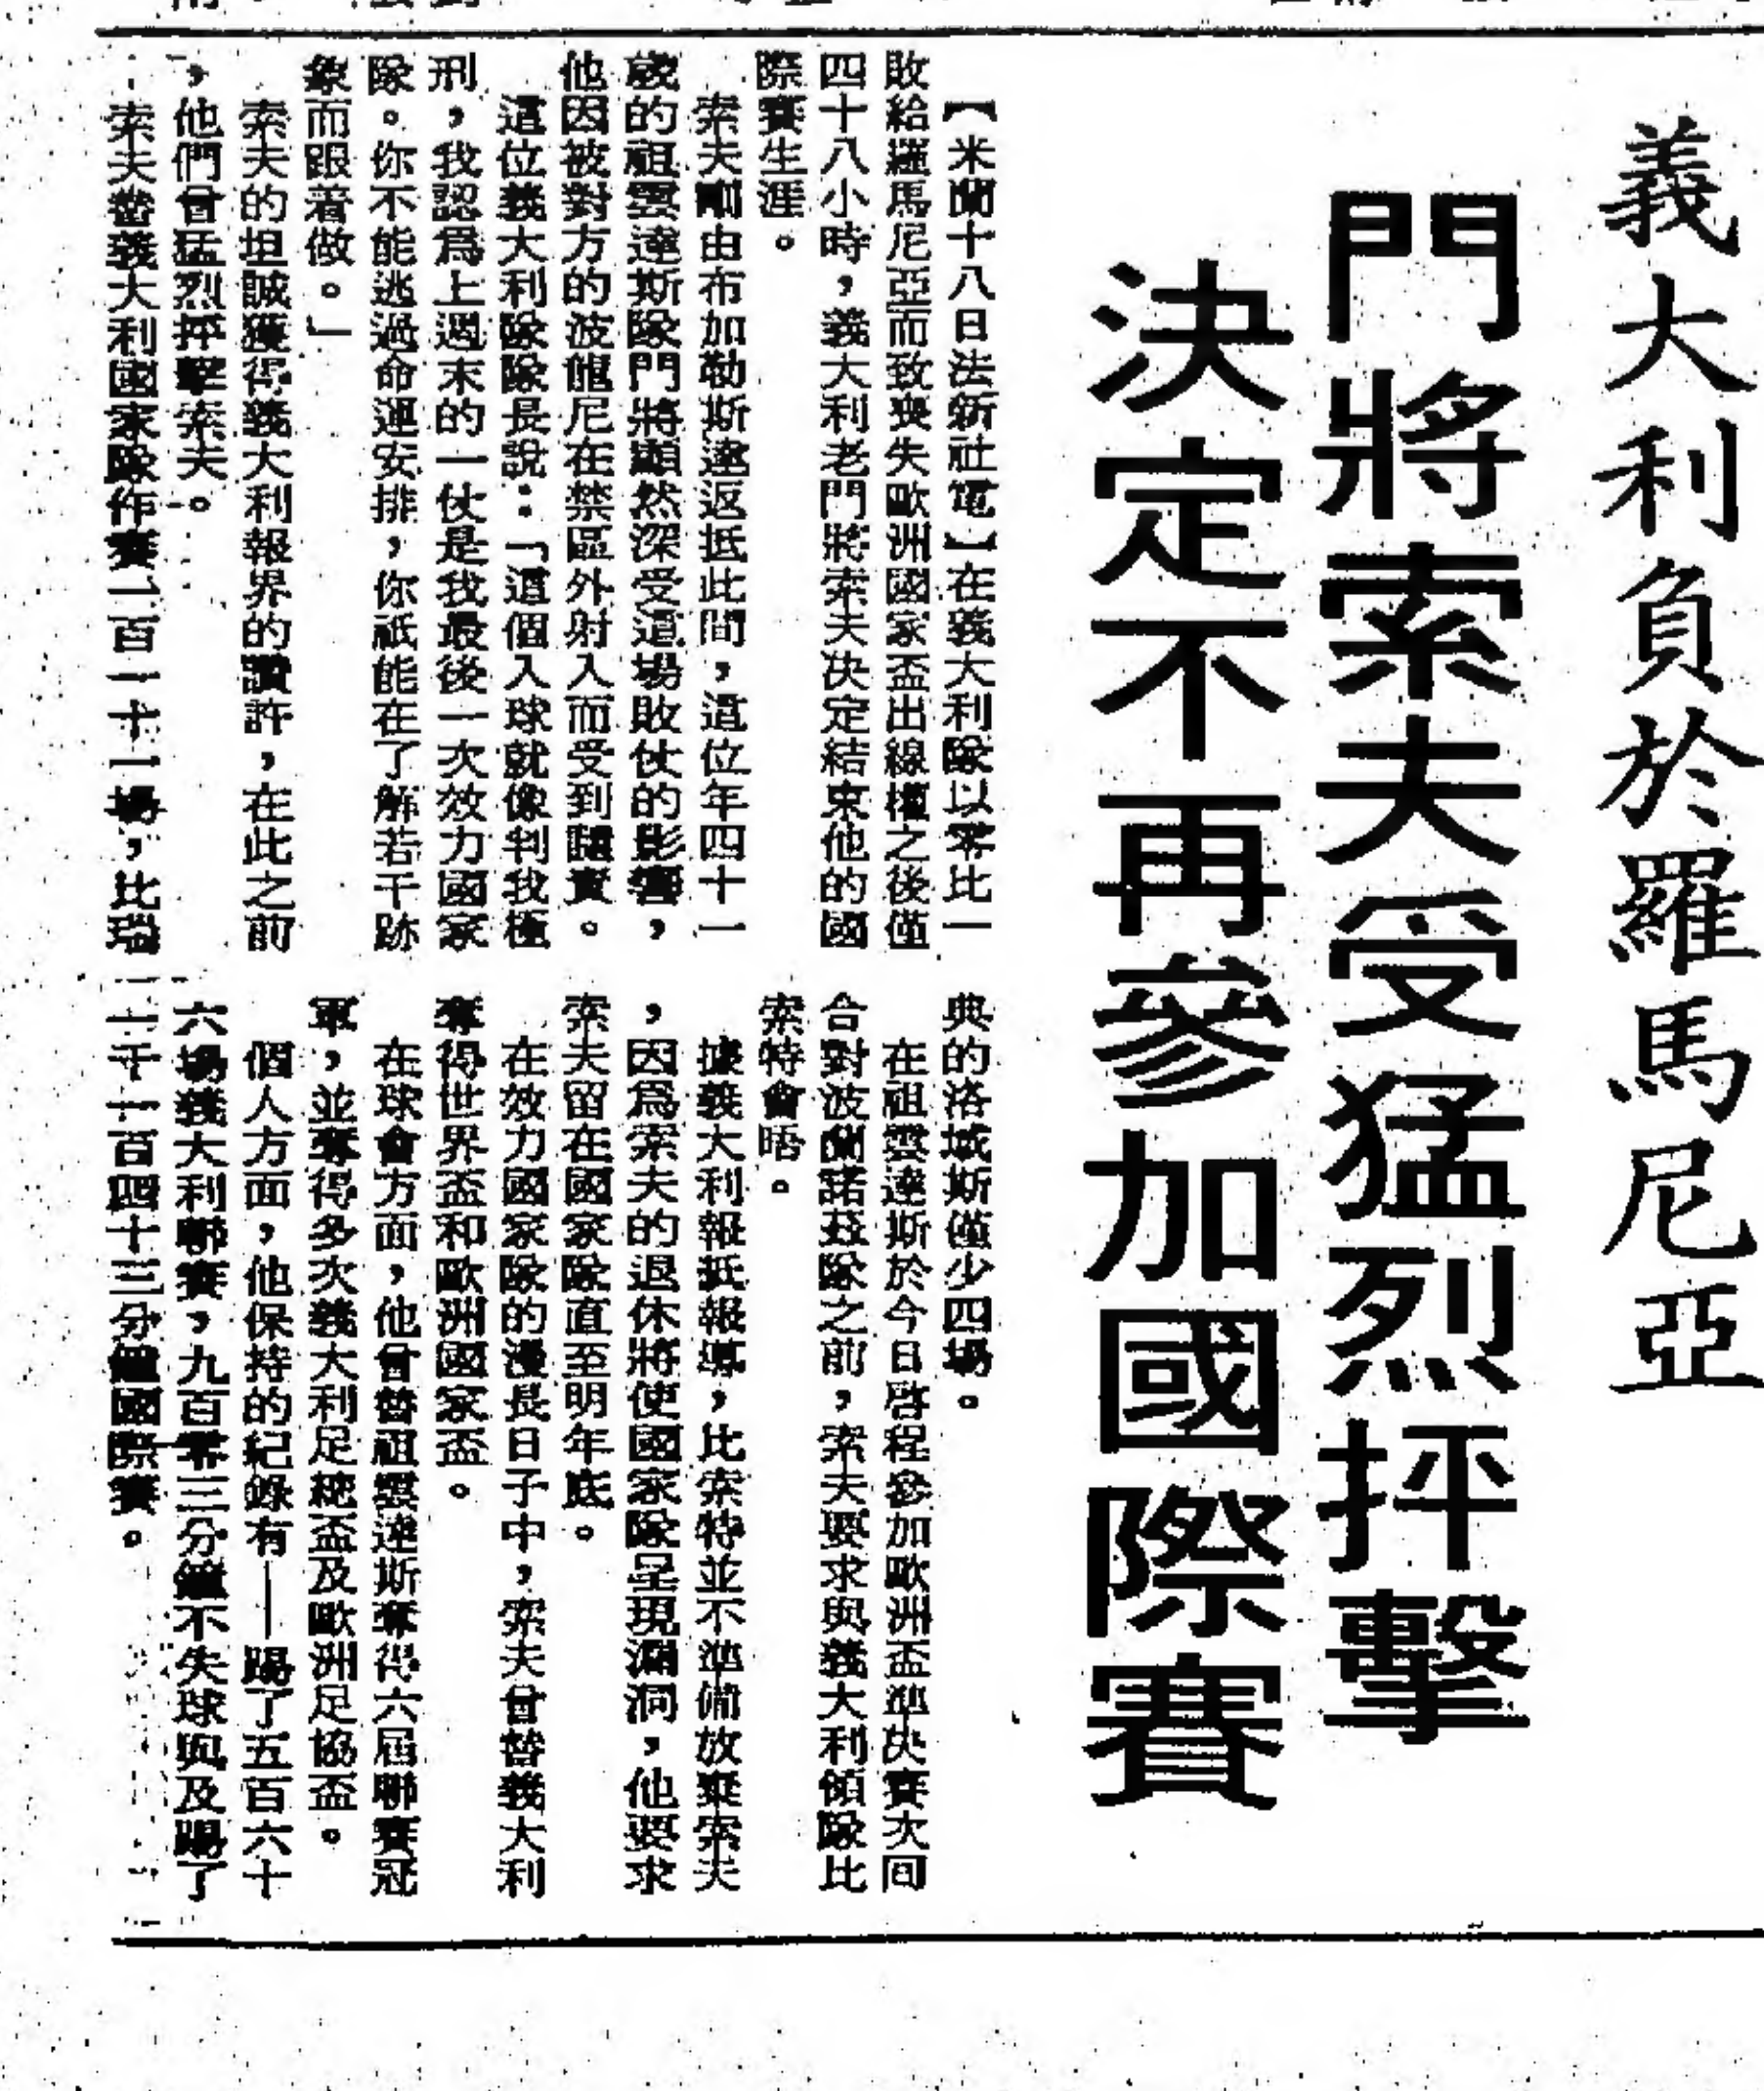 義大利負於羅馬尼亞
門將索夫受猛烈抨擊
決定不再參加國際賽
【米蘭十八日法新社電】在義大利隊以零比一
敗給羅馬尼亞而致喪失歐洲國家盃出線權之後僅
四十八小時，義大利老門將索夫決定結束他的國
際賽生涯。
索夫剛由布加勒斯達返抵此間，這位年四十一
歲的祖雲達斯隊門將顯然深受這場敗仗的影響，
他因被對方的波龍尼在禁區外射入而受到譴責。
這位義大利隊隊長說：「這個入球就像判我極
刑，我認爲上週末的一仗是我最後一次效力國家
隊。你不能逃過命運安排，你祇能在了解若干跡
象而跟着做。」
索夫的坦誠獲得義大利報界的讚許，在此之前
，他們曾猛烈抨擊索夫。
索夫替義大利國家隊作賽一百一十一場，比瑞
典的洛域斯僅少四場。
在祖雲達斯於今日啓程參加歐洲盃準決賽次回
合對波蘭諾茲隊之前，索夫要求與義大利領隊比
索特會晤。
據義大利報抵報導，比索特並不準備放棄索夫
，因爲索夫的退休將使國家隊呈現漏洞，他要求
索夫留在國家隊直至明年底。
在效力國家隊的漫長日子中，索夫曾替義大利
奪得世界盃和歐洲國家盃。
在球會方面，他曾替祖雲達斯奪得六屆聯賽冠
軍，並奪得多次義大利足總盃及歐洲足協盃。
個人方面，他保持的紀錄有——踢了五百六十
六場義大利聯賽，九百零三分鐘不失球與及踢了
一千一百四十三分鐘國際賽。